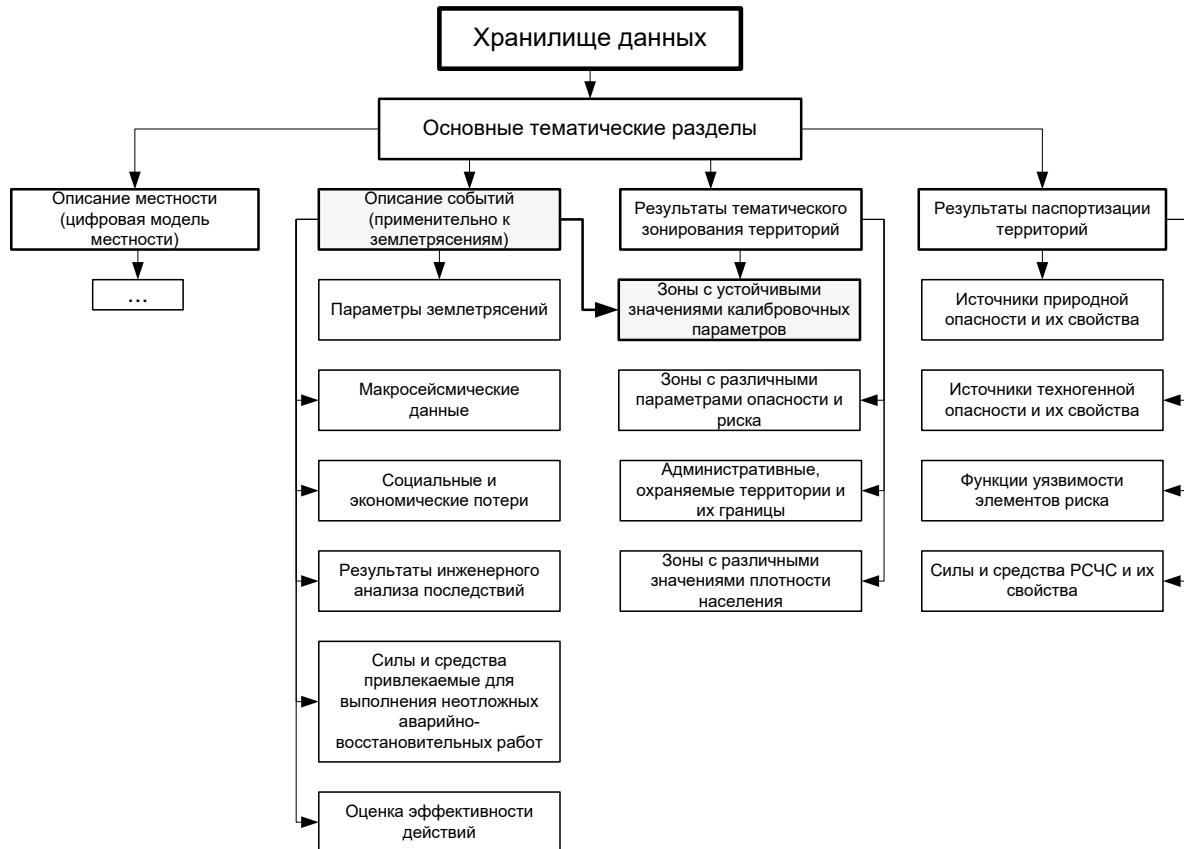 Хранилище данных
Основные тематические разделы
Описание местности
(цифровая модель
местности)
...
Описание событий
(применительно к
землетрясениям)
Параметры землетрясений
Макросейсмические
данные
Социальные и
экономические потери
Результаты инженерного
анализа последствий
Силы и средства
привлекаемые для
выполнения неотложных
аварийно-
восстановительных работ
Оценка эффективности
действий
Результаты тематического
зонирования территорий
Зоны с устойчивыми
значениями калибровочных
параметров
Зоны с различными
параметрами опасности и
риска
Административные,
охраняемые территории и
их границы
Зоны с различными
значениями плотности
населения
Результаты паспортизации
территорий
Источники природной
опасности и их свойства
Источники техногенной
опасности и их свойства
Функции уязвимости
элементов риска
Силы и средства РСЧС и их
свойства